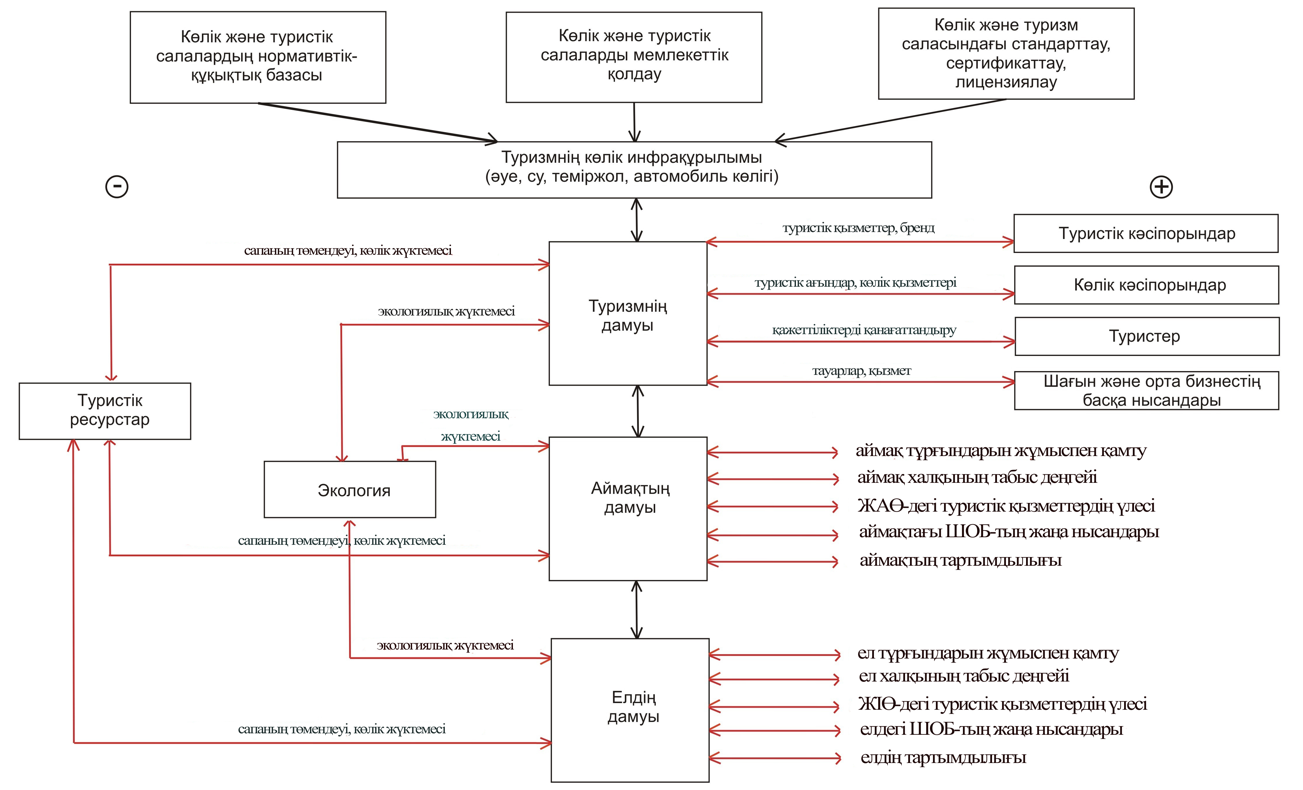 Көлік және туристік
салалардың нормативтік-
құқықтық базасы
Көлік және туристік
салаларды мемлекеттік
қолдау
Көлік және туризм
саласындағы стандарттау,
сертификаттау,
лицензиялау
Туризмнің көлік инфрақұрылымы
(әуе, су, теміржол, автомобиль көлігі)
-
+
сапаның төмендеуі, көлік жүктемесі
экологиялық жүктемесі
Туризмнің
дамуы
туристік қызметтер, бренд
Туристік кәсіпорындар
туристік ағындар, көлік қызметтері
Көлік кәсіпорындар
қажеттіліктерді қанағаттандыру
Туристер
тауарлар, қызмет
Шағын және орта бизнестің
басқа нысандары
Туристік
ресурстар
экологиялық
жүктемесі
Экология
Аймақтың
дамуы
аймақ тұрғындарын жұмыспен қамту
аймақ халқының табыс деңгейі
ЖАӨ-дегі туристік қызметтердің үлесі
аймақтағы ШОБ-тың жаңа нысандары
аймақтың тартымдылығы
сапаның төмендеуі, көлік жүктемесі
экологиялық жүктемесі
Елдің
дамуы
ел тұрғындарын жұмыспен қамту
ел халқының табыс деңгейі
ЖІӨ-дегі туристік қызметтердің үлесі
елдегі ШОБ-тың жаңа нысандары
елдің тартымдылығы
сапаның төмендеуі, көлік жүктемесі